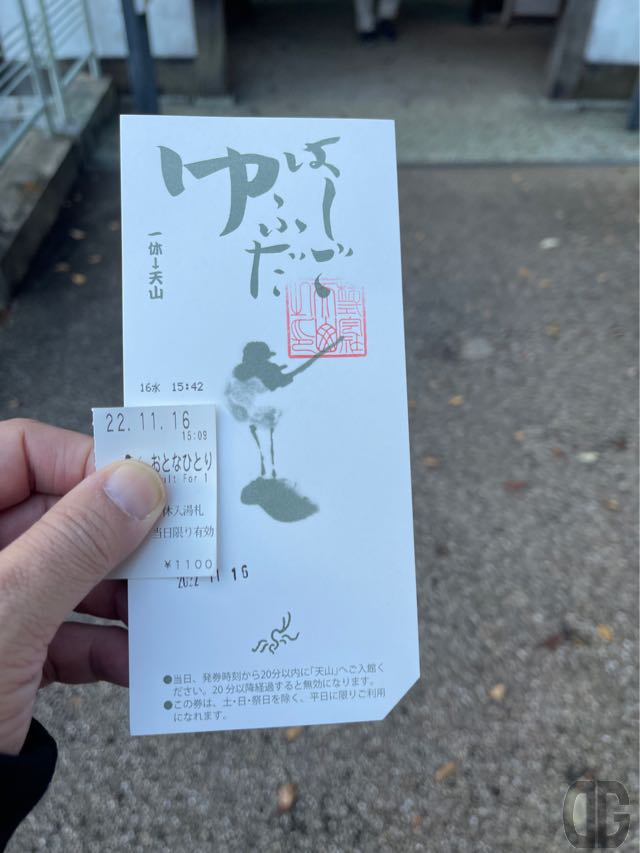 はしご
ゆふだ
一休→天山
16水 15:42
22.11.16
15:09
おとなひとり
ult For 1
休入湯札
当日限り有効
￥1100
11 16
●当日、発券時刻から20分以内に「天山」へご入館く
ださい。20分以降経過すると無効になります。
●この券は、土・日・祭日を除く、平日に限りご利用
になれます。
DG